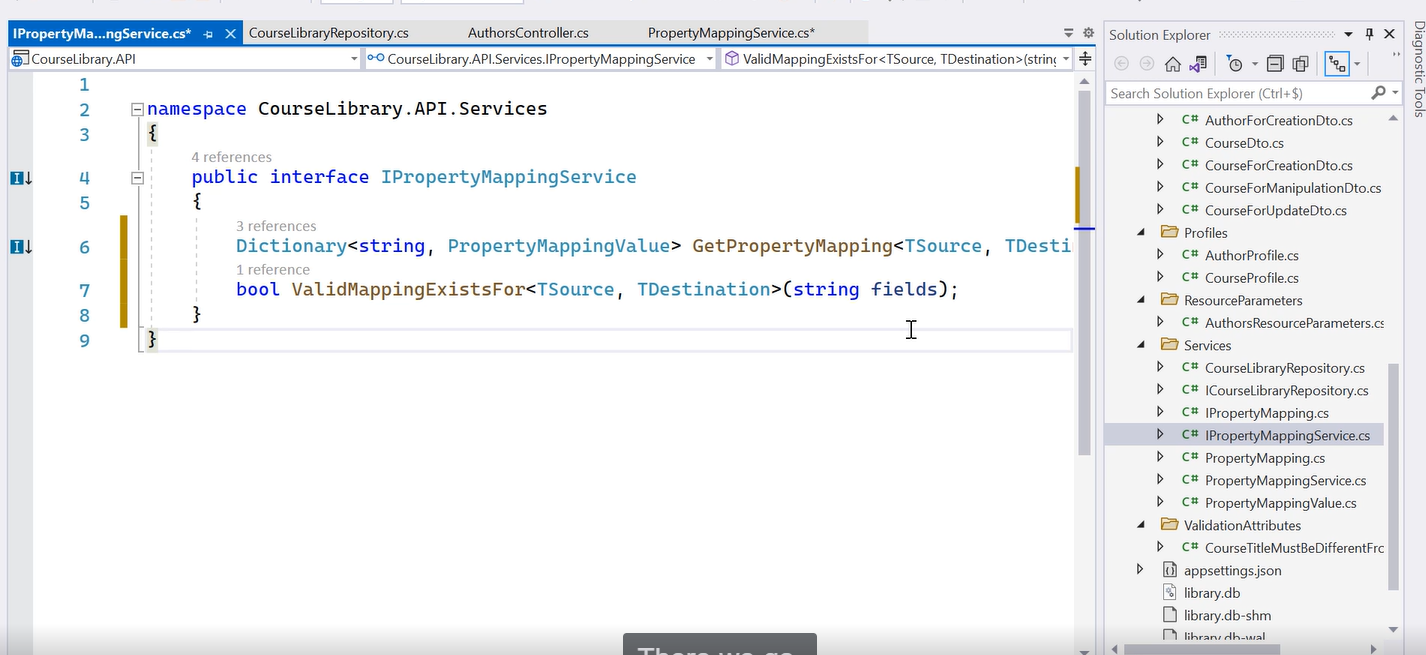 IPropertyMa...ngService.cs*
CourseLibrary.cs
AuthorsController.cs
PropertyMappingService.cs*
CourseLibrary.API
CourseLibrary.API.Services.IPropertyMappingService
ValidMappingExistsFor<TSource, TDestination>(string
1
2 namespace CourseLibrary.API.Services
3 {
4 references
4 public interface IPropertyMappingService
5 {
3 references
6 Dictionary<string, PropertyMappingValue> GetPropertyMapping<TSource, TDesti
1 reference
7 bool ValidMappingExistsFor<TSource, TDestination>(string fields);
8 }
9 }
Solution Explorer
Search Solution Explorer (Ctrl+$)
C# AuthorForCreationDto.cs
C# CourseDto.cs
C# CourseForCreationDto.cs
C# CourseForManipulationDto.cs
C# CourseForUpdateDto.cs
Profiles
C# AuthorProfile.cs
C# CourseProfile.cs
ResourceParameters
C# AuthorsResourceParameters.cs
Services
C# CourseLibraryRepository.cs
C# ICourseLibraryRepository.cs
C# IPropertyMapping.cs
C# IPropertyMappingService.cs
C# PropertyMapping.cs
C# PropertyMappingService.cs
C# PropertyMappingValue.cs
ValidationAttributes
C# CourseTitleMustBeDifferentFrc
appsettings.json
library.db
library.db-shm
library.db-wal
Diagnostic Tools
There we go